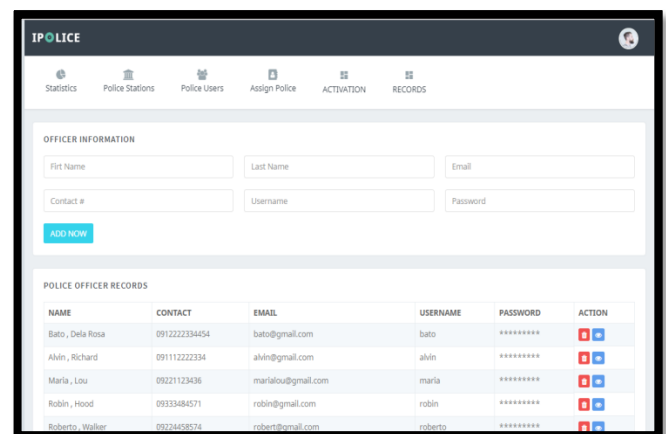 IPOLICE
Statistics Police Stations Police Users Assign Police ACTIVATION RECORDS
OFFICER INFORMATION
Firt Name Last Name Email
Contact # Username Password
ADD NOW
POLICE OFFICER RECORDS
NAME CONTACT EMAIL USERNAME PASSWORD ACTION
Bato , Dela Rosa 0912222334454 bato@gmail.com bato *********
Alvin , Richard 091112222334 alvin@gmail.com alvin *********
Maria , Lou 09221123436 marialou@gmail.com maria *********
Robin , Hood 09333484571 robin@gmail.com robin *********
Roberto , Walker 09224458574 robert@gmail.com roberto *********